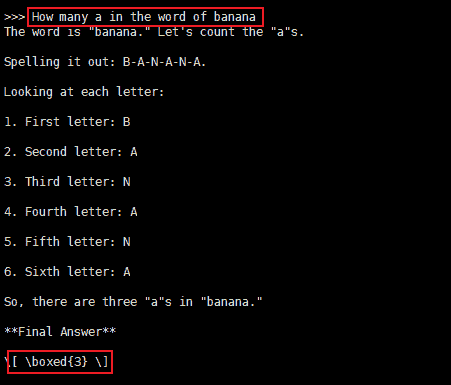 >>> How many a in the word of banana
The word is "banana." Let's count the "a"s.
Spelling it out: B-A-N-A-N-A.
Looking at each letter:
1. First letter: B
2. Second letter: A
3. Third letter: N
4. Fourth letter: A
5. Fifth letter: N
6. Sixth letter: A
So, there are three "a"s in "banana."
**Final Answer**
\[ \boxed{3} \]